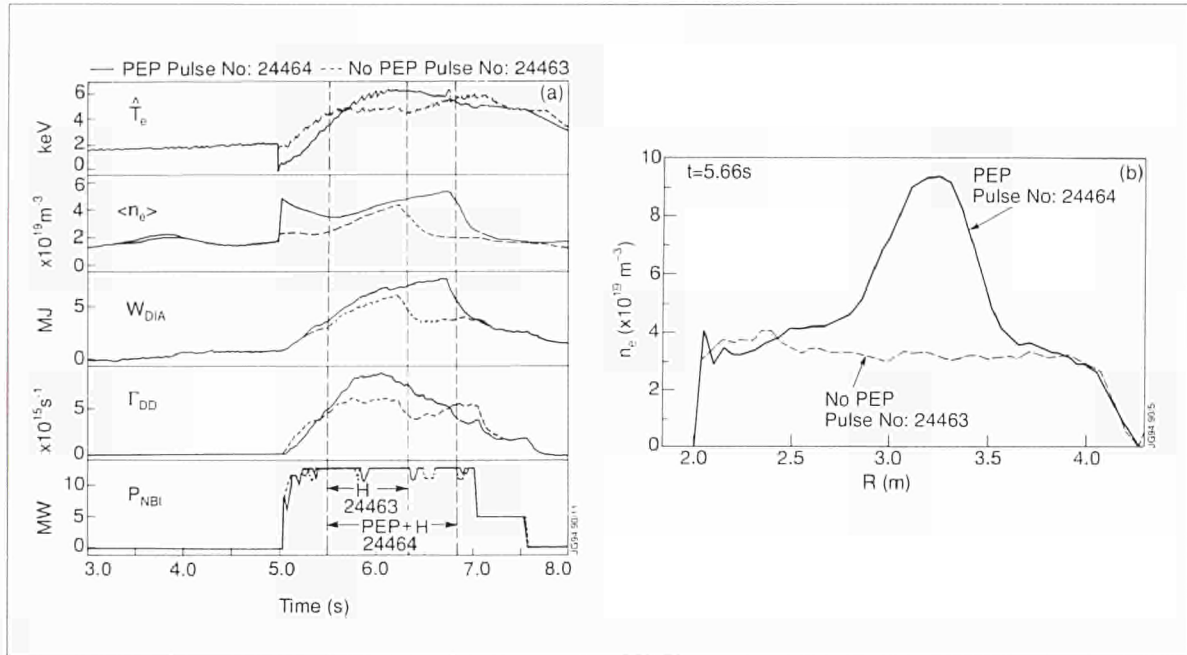 PEP Pulse No: 24464 --- No PEP Pulse No: 24463
(a)
T̂e
keV
6
4
2
0
<ne>
x10¹⁹m⁻³
6
4
2
0
WDIA
MJ
5
0
ΓDD
x10¹⁵s⁻¹
10
5
0
PNBI
MW
10
5
0
H
24463
PEP+H
24464
3.0 4.0 5.0 6.0 7.0 8.0
Time (s)
JG94.90/11
(b)
t=5.66s
PEP
Pulse No: 24464
No PEP
Pulse No: 24463
ne (x10¹⁹ m⁻³)
10
8
6
4
2
0
2.0 2.5 3.0 3.5 4.0
R (m)
JG94.90/5